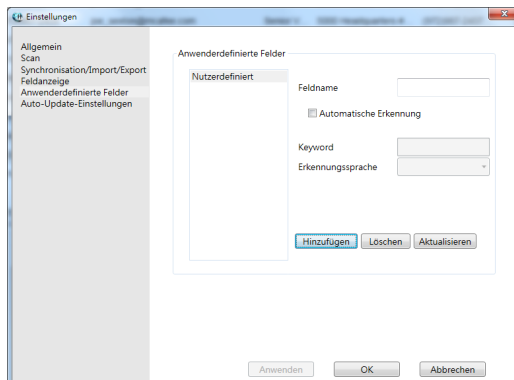 Einstellungen
Allgemein
Scan
Synchronisation/Import/Export
Feldanzeige
Anwenderdefinierte Felder
Auto-Update-Einstellungen
Anwenderdefinierte Felder
Nutzerdefiniert
Feldname
Automatische Erkennung
Keyword
Erkennungssprache
Hinzufügen Löschen Aktualisieren
Anwenden OK Abbrechen